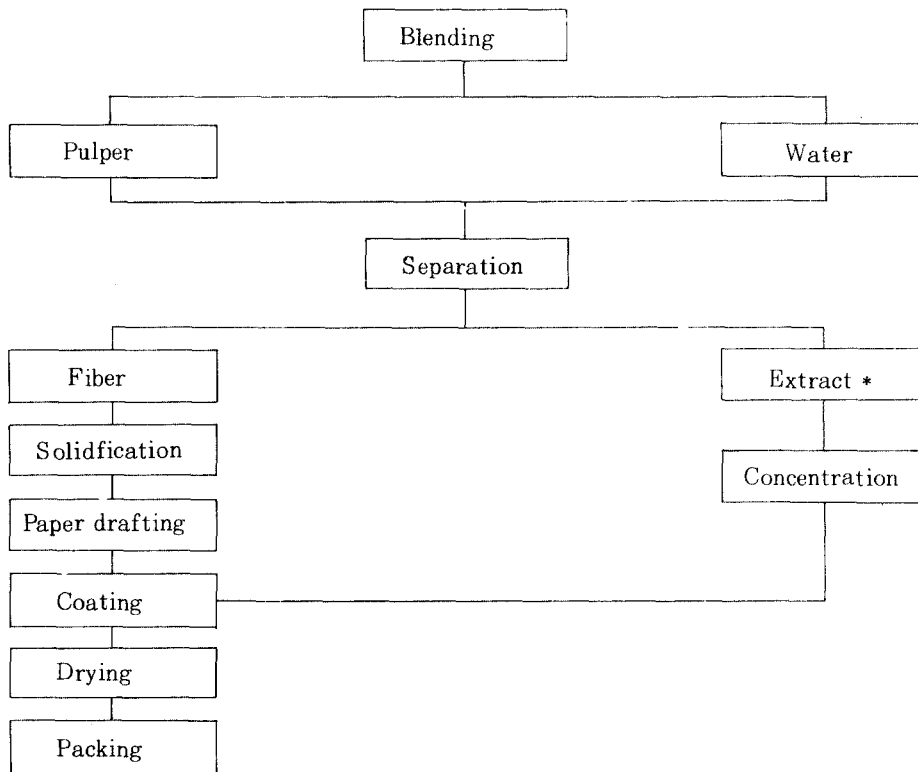 Blending
Pulper
Water
Separation
Fiber
Extract *
Solidfication
Concentration
Paper drafting
Coating
Drying
Packing